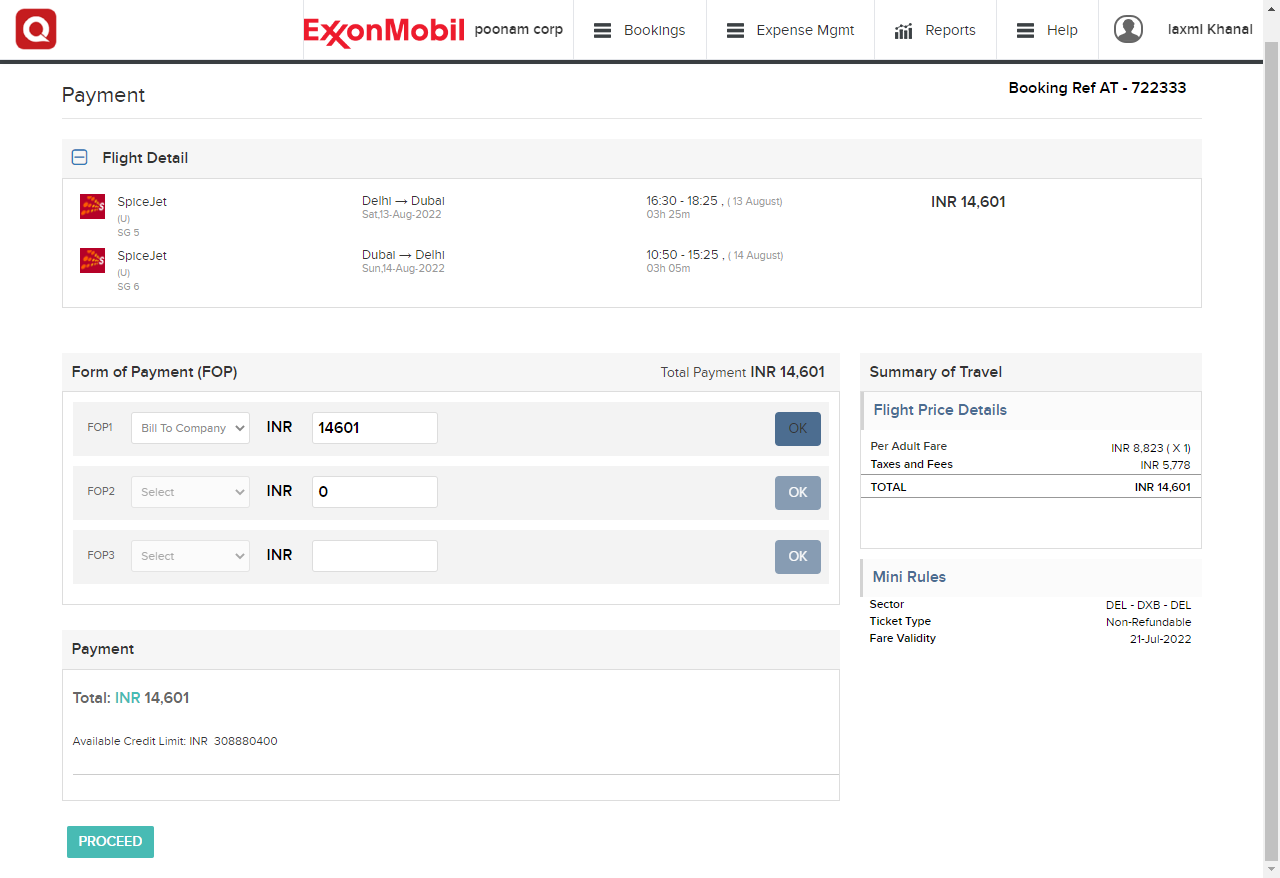 Q ExxonMobil poonam corp Bookings Expense Mgmt Reports Help laxmi Khanal
Payment
Booking Ref AT - 722333
Flight Detail
SpiceJet Delhi → Dubai 16:30 - 18:25 , ( 13 August) INR 14,601
(U) Sat,13-Aug-2022 03h 25m
SG 5
SpiceJet Dubai → Delhi 10:50 - 15:25 , ( 14 August)
(U) Sun,14-Aug-2022 03h 05m
SG 6
Form of Payment (FOP) Total Payment INR 14,601
FOP1 Bill To Company INR 14601 OK
FOP2 Select INR 0 OK
FOP3 Select INR OK
Payment
Total: INR 14,601
Available Credit Limit: INR 308880400
PROCEED
Summary of Travel
Flight Price Details
Per Adult Fare INR 8,823 ( X 1)
Taxes and Fees INR 5,778
TOTAL INR 14,601
Mini Rules
Sector DEL - DXB - DEL
Ticket Type Non-Refundable
Fare Validity 21-Jul-2022